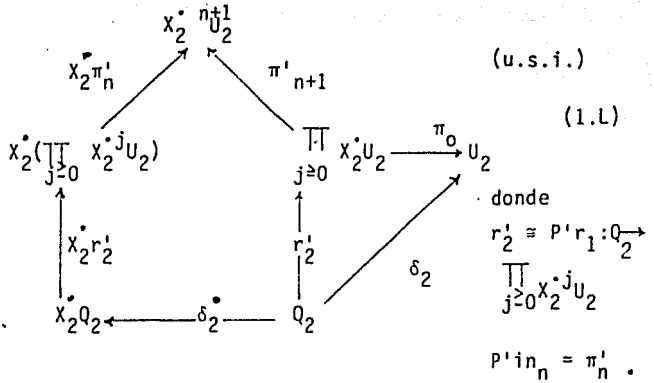 X₂• ⁿ⁺¹U₂
X₂•π'ₙ π'ₙ₊₁ (u.s.i.)
(1.L)
X₂•(∏ X₂•ʲU₂) ∏ X₂•U₂ π₀ U₂
j≥0 j≥0
donde
X₂•r'₂ r'₂ δ₂ r'₂ ≅ P'r₁:Q₂→
∏ X₂•ʲU₂
j≥0
X₂•Q₂ δ₂• Q₂
P'inₙ ≅ π'ₙ .